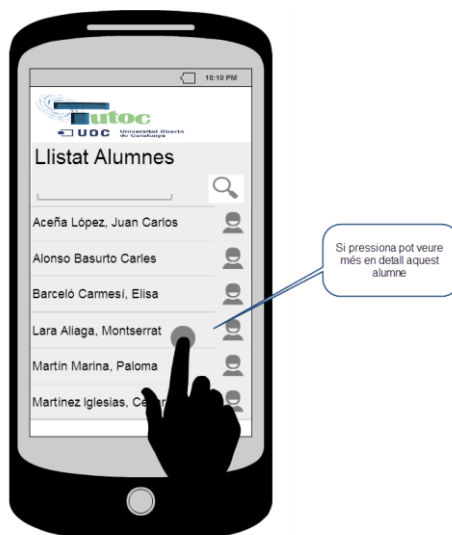 10:10 PM
Tutoc
UOC Universitat Oberta
de Catalunya
Llistat Alumnes
Aceña López, Juan Carlos
Alonso Basurto Carles
Barceló Carmesí, Elisa
Lara Aliaga, Montserrat
Martín Marina, Paloma
Martínez Iglesias,
Si pressiona pot veure
més en detall aquest
alumne